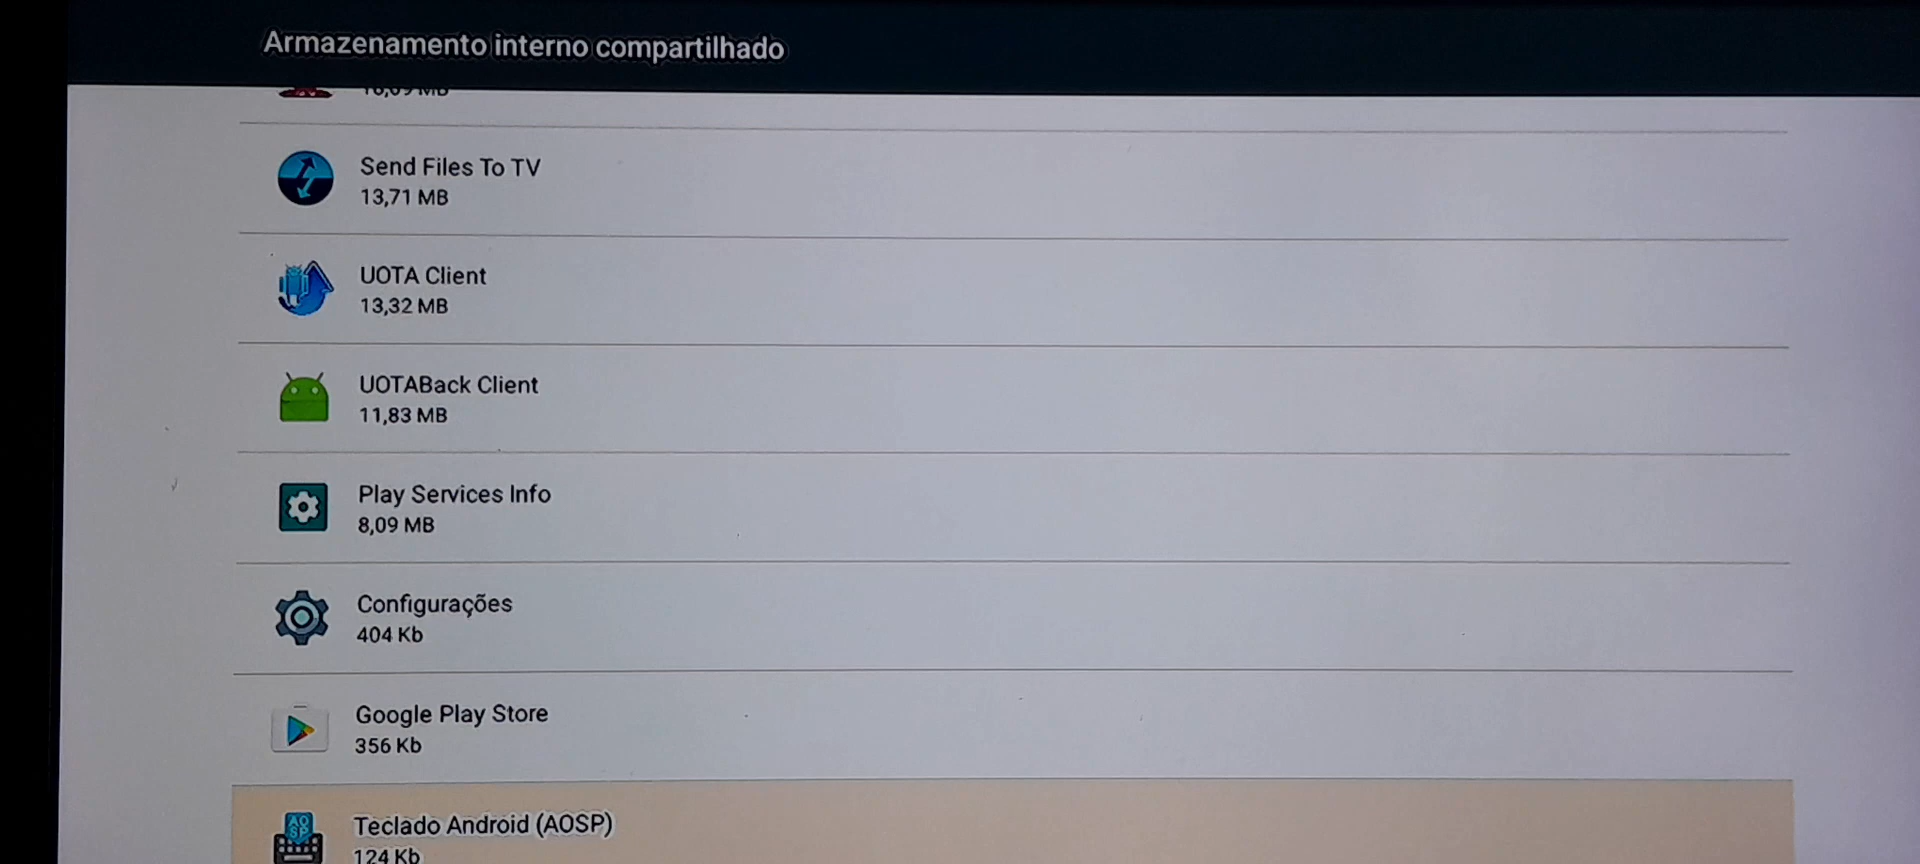 Armazenamento interno compartilhado
Send Files To TV
13,71 MB
UOTA Client
13,32 MB
UOTABack Client
11,83 MB
Play Services Info
8,09 MB
Configurações
404 Kb
Google Play Store
356 Kb
AO
SP
Teclado Android (AOSP)
124 Kb